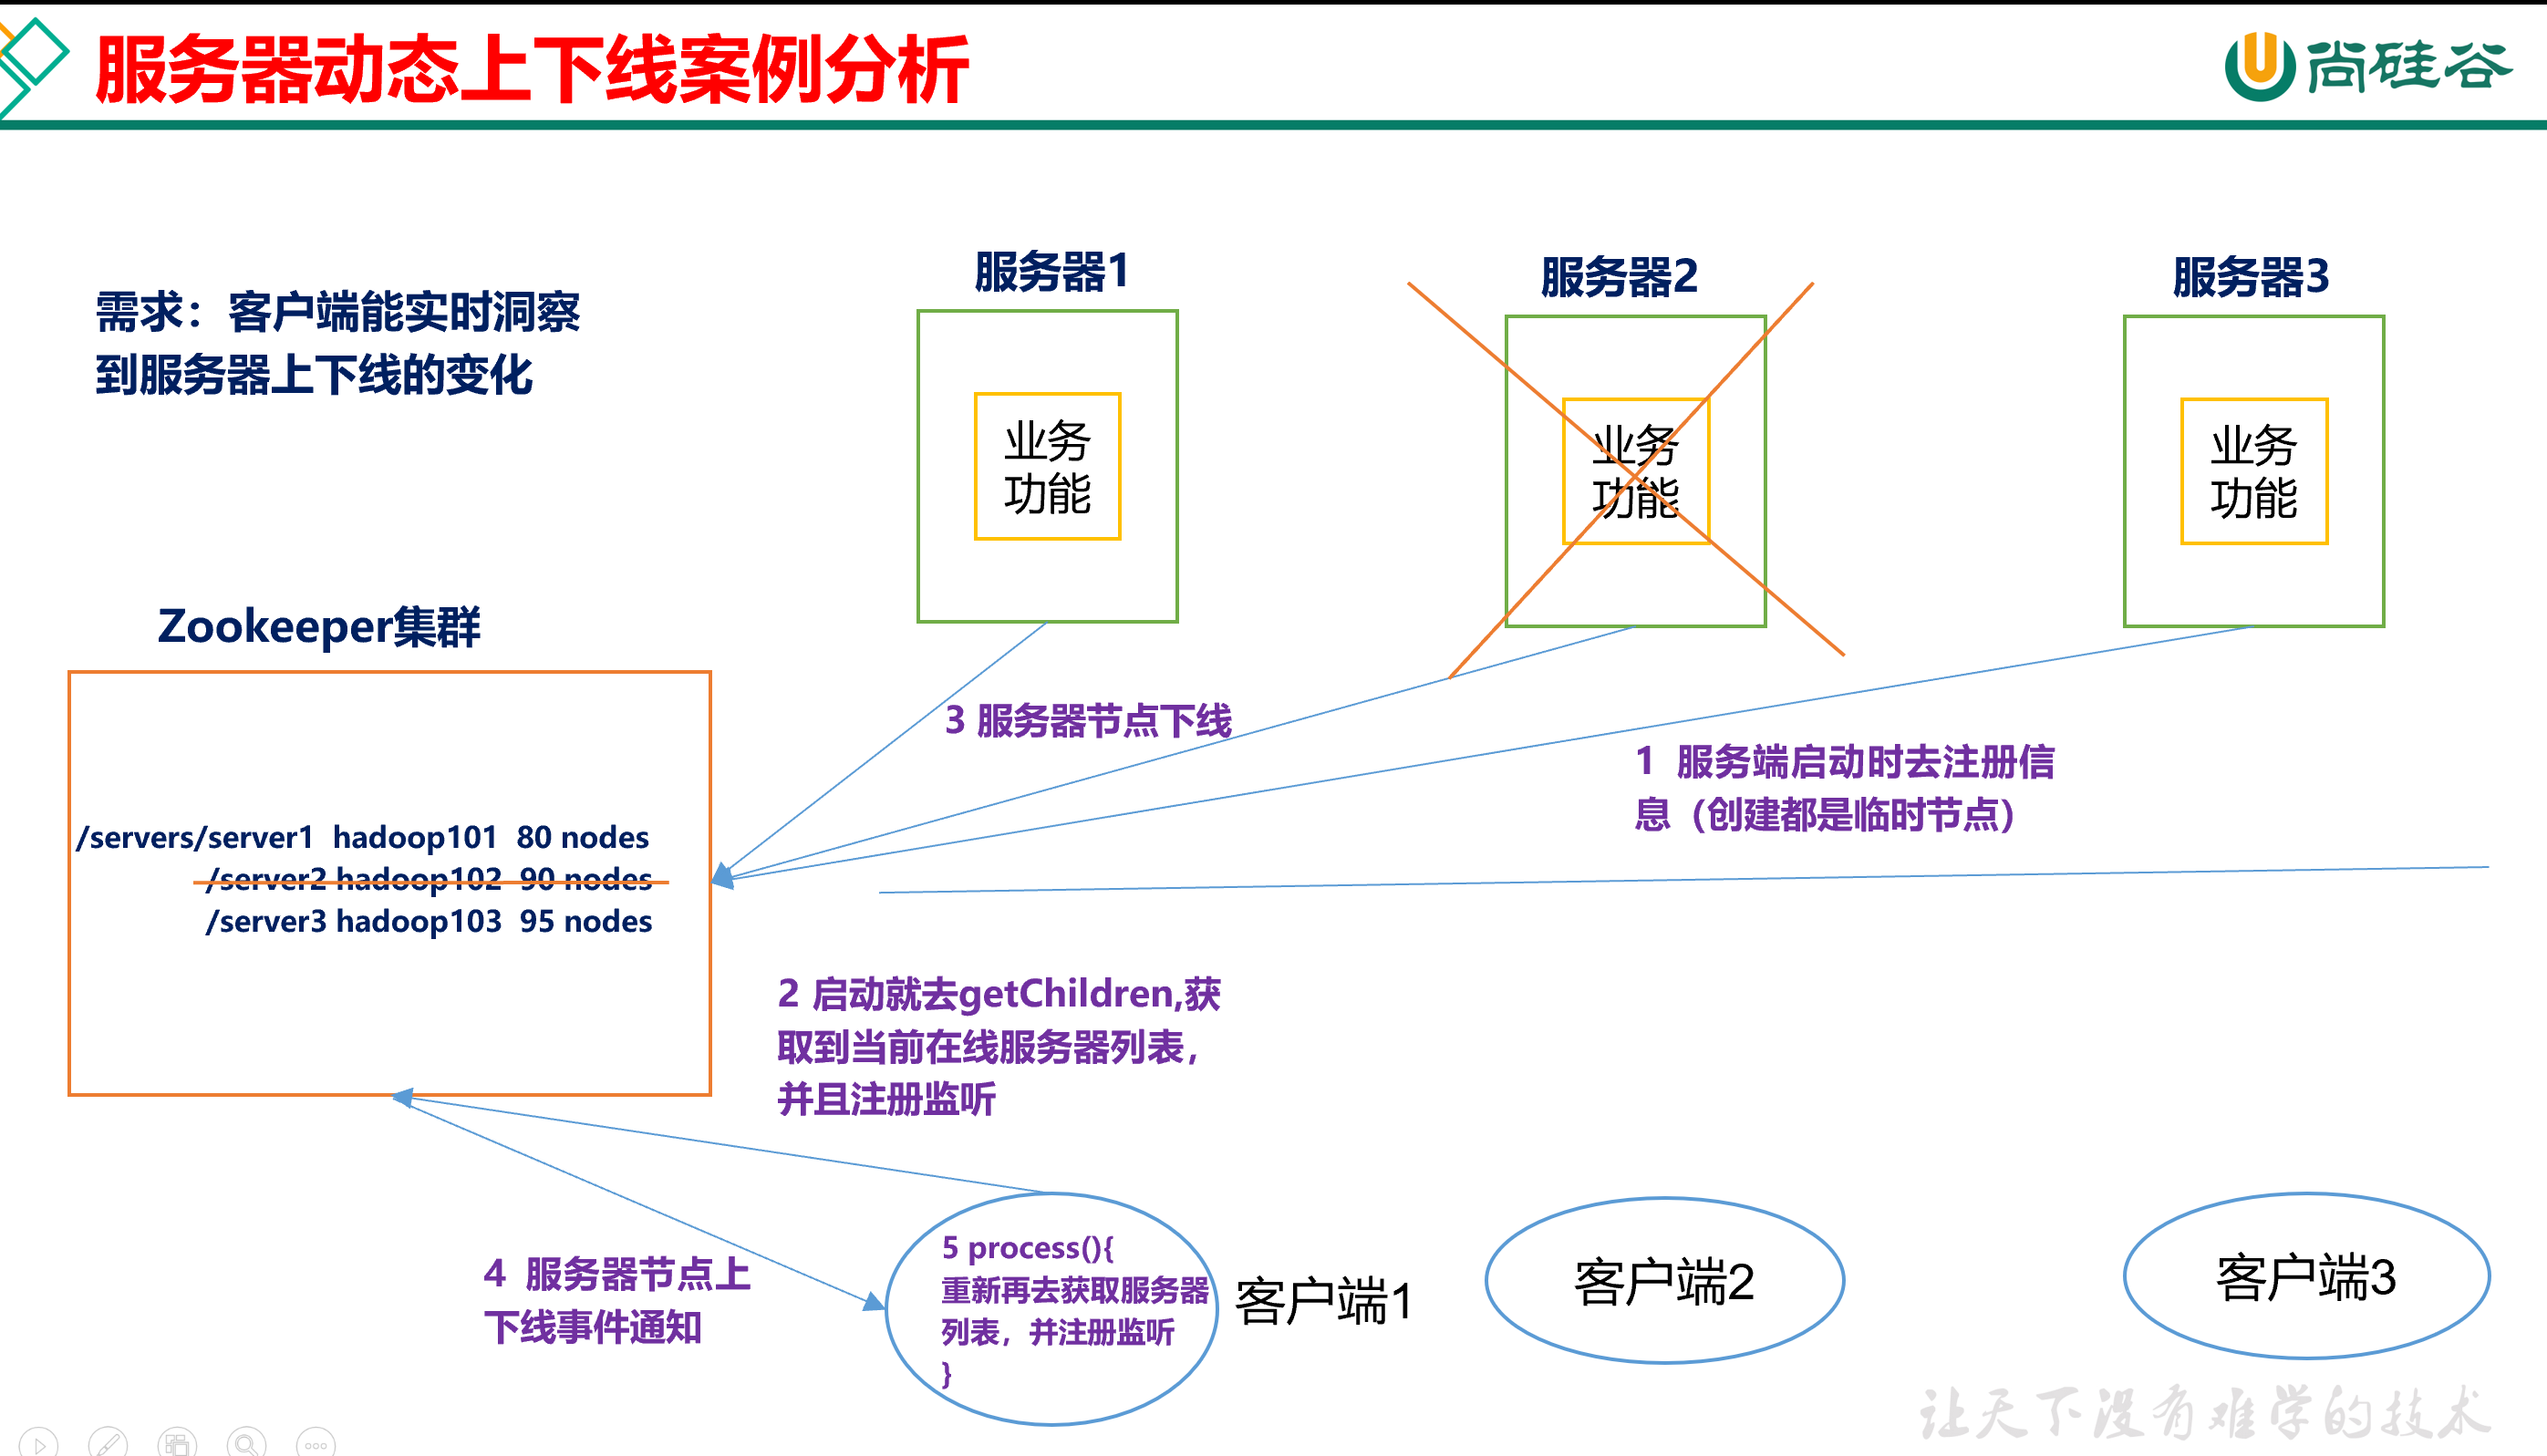 服务器动态上下线案例分析
尚硅谷
需求：客户端能实时洞察
到服务器上下线的变化
服务器1
服务器2
服务器3
业务
功能
业务
功能
业务
功能
Zookeeper集群
/servers/server1 hadoop101 80 nodes
/server2 hadoop102 90 nodes
/server3 hadoop103 95 nodes
3 服务器节点下线
1 服务端启动时去注册信
息（创建都是临时节点）
2 启动就去getChildren,获
取到当前在线服务器列表，
并且注册监听
4 服务器节点上
下线事件通知
5 process(){
重新再去获取服务器
列表，并注册监听
}
客户端1
客户端2
客户端3
让天下没有难学的技术